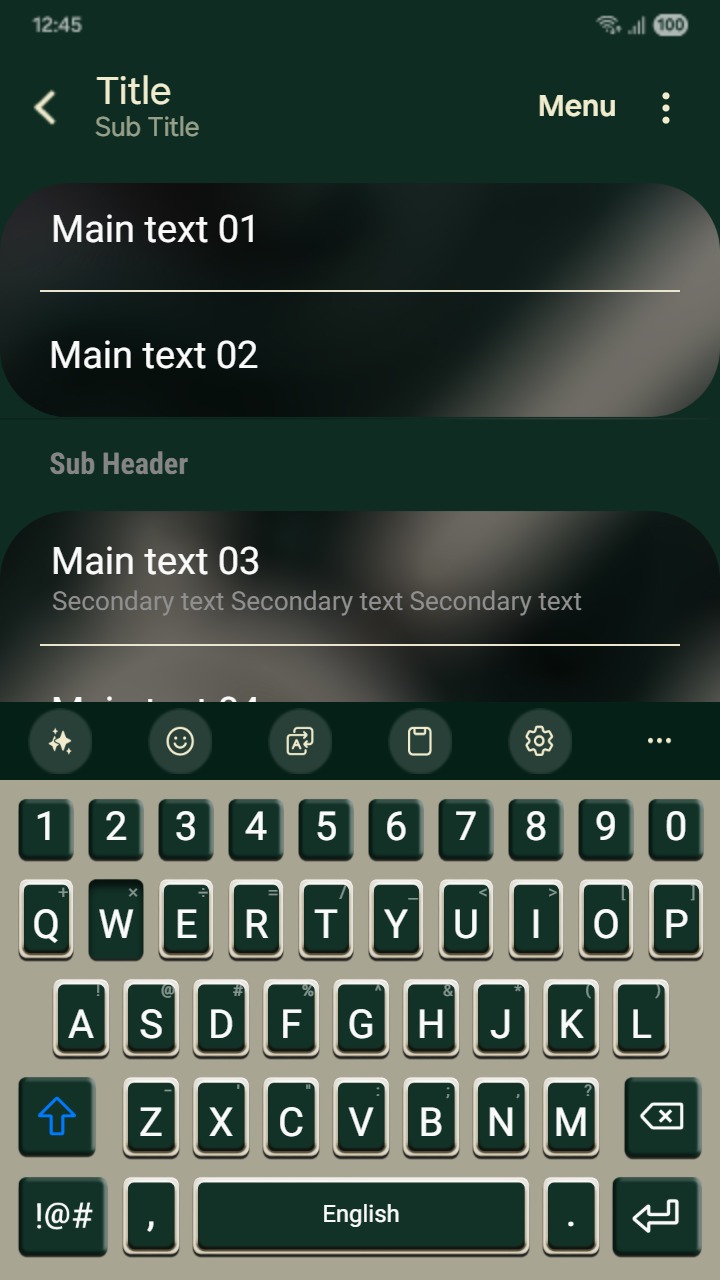 12:45 100
Title
Sub Title
Menu
Main text 01
Main text 02
Sub Header
Main text 03
Secondary text Secondary text Secondary text
1 2 3 4 5 6 7 8 9 0
+ × ÷ = / _ < > [ ]
Q W E R T Y U I O P
! @ # % ^ & * ( )
A S D F G H J K L
- ' " : ; , ?
Z X C V B N M
!@# , English .